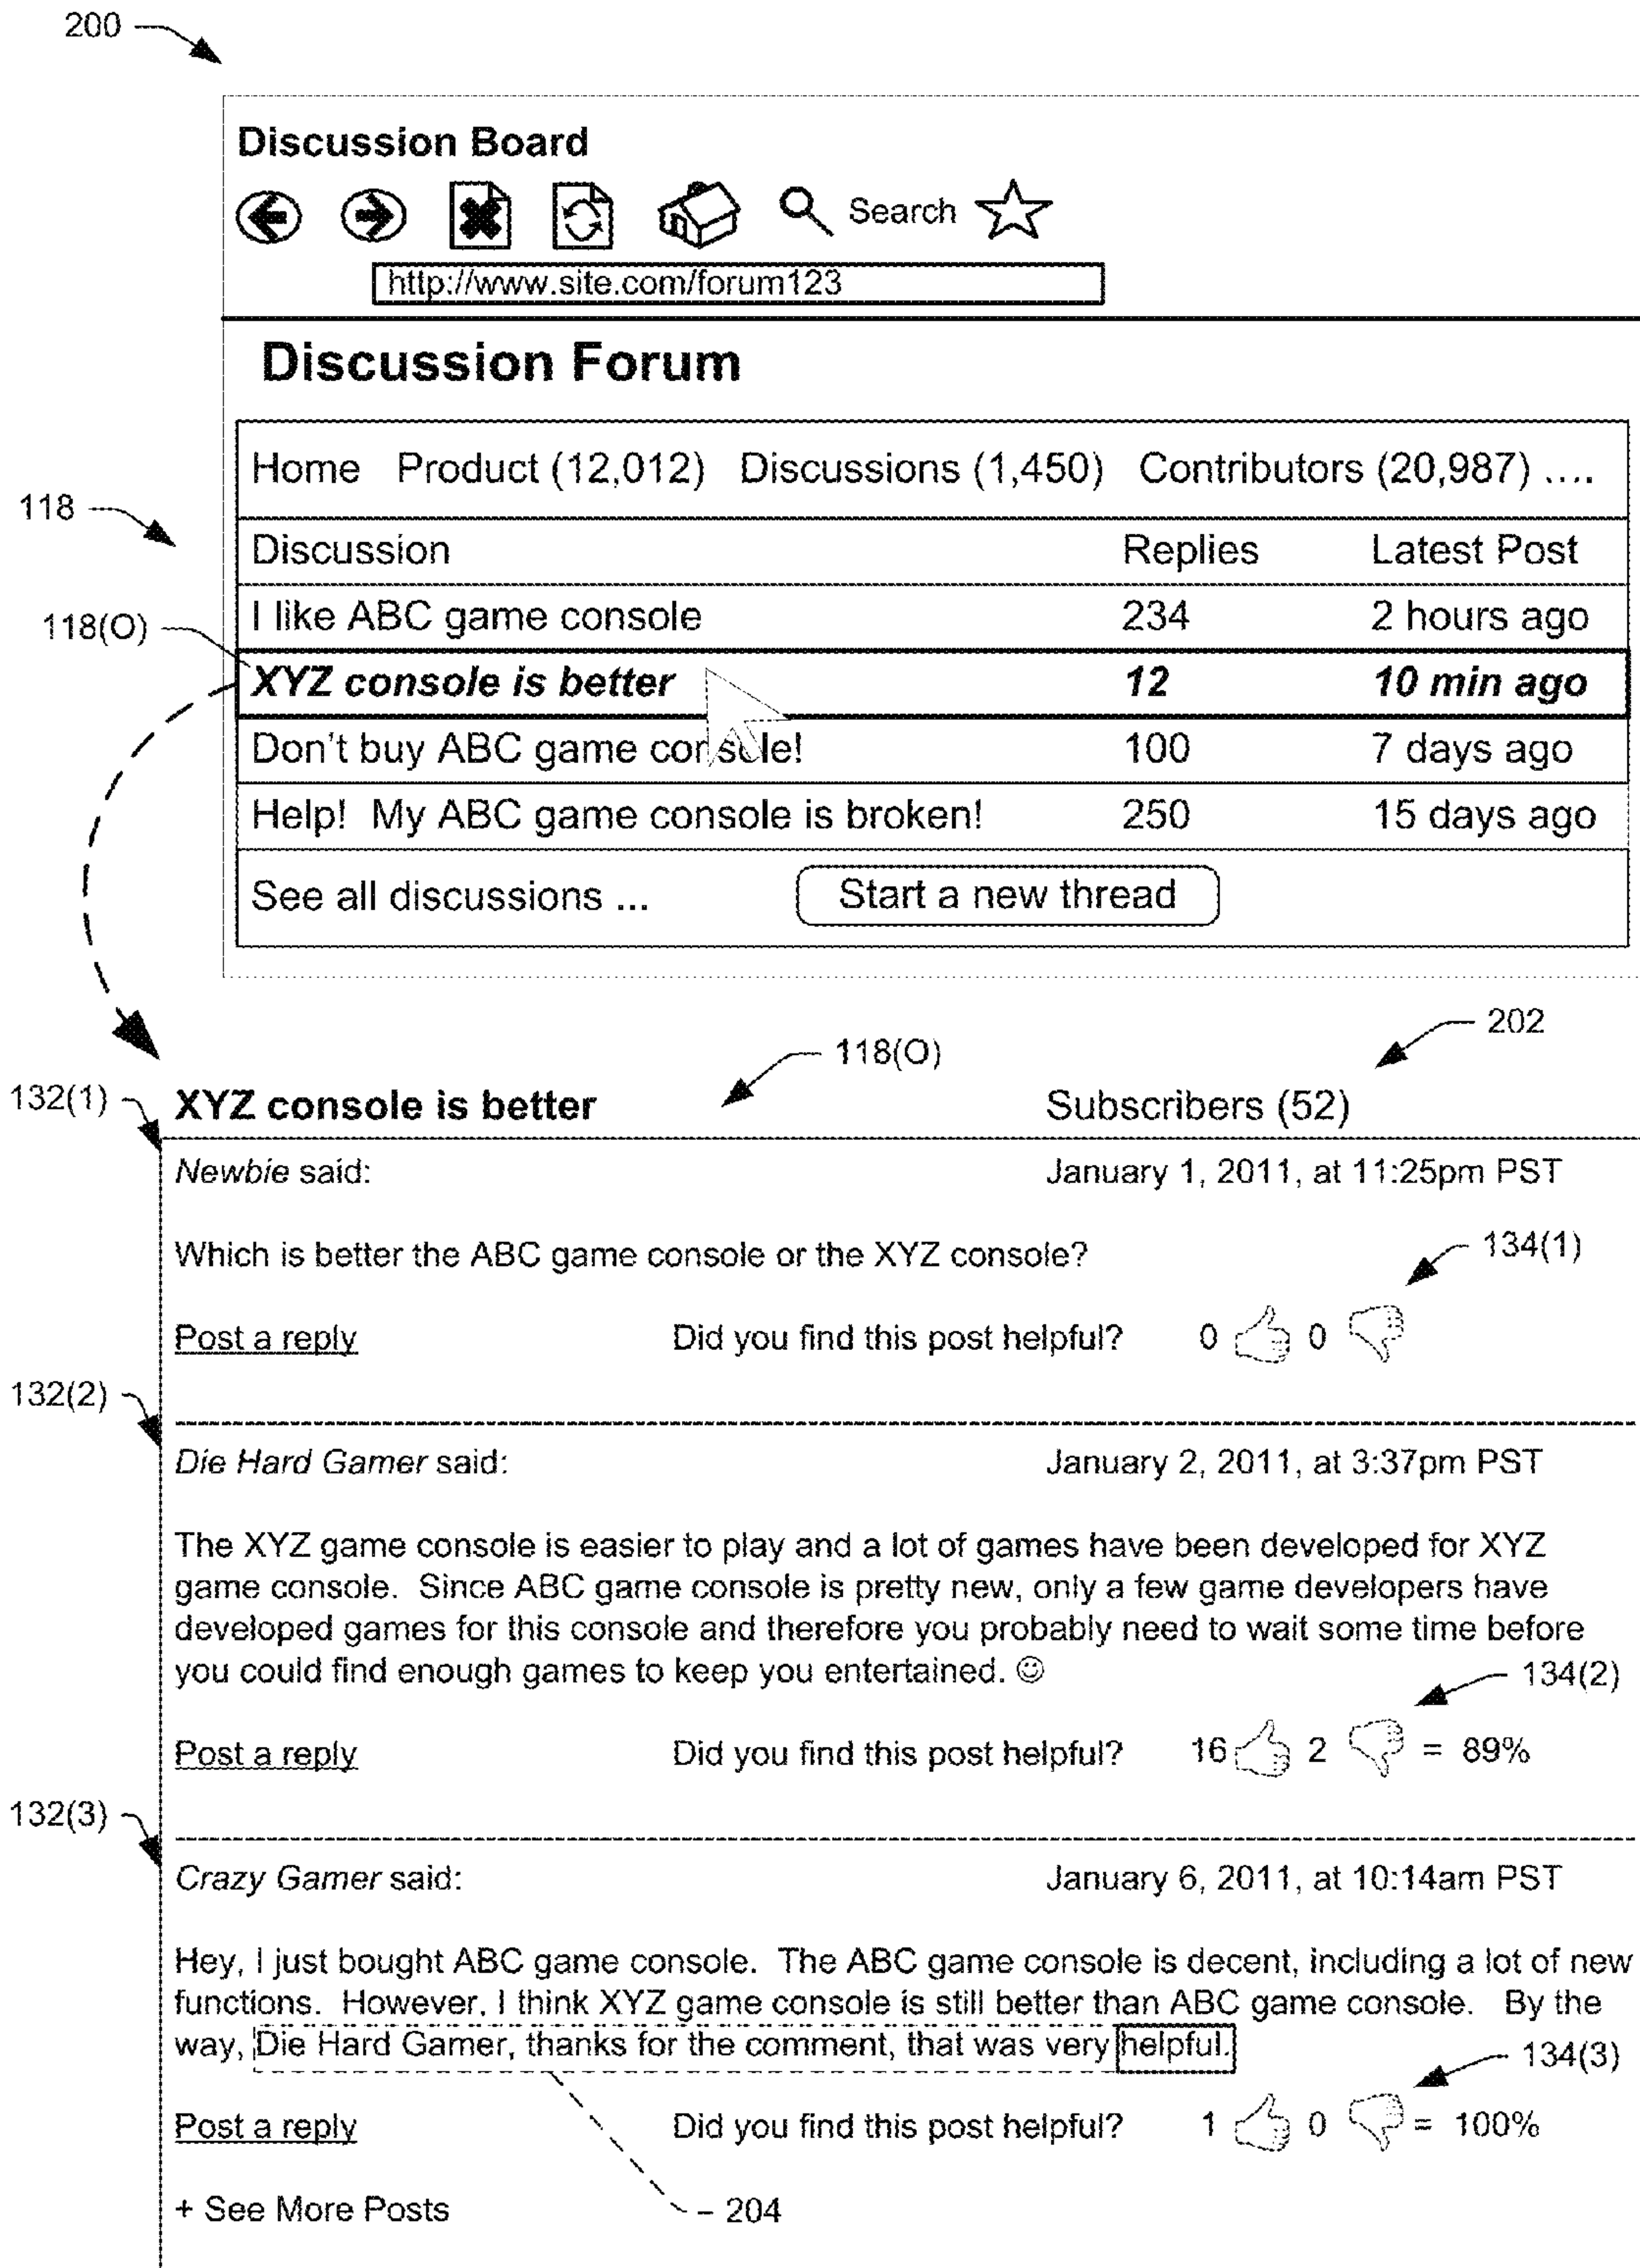 200
Discussion Board
Search
http://www.site.com/forum123
Discussion Forum
Home Product (12,012) Discussions (1,450) Contributors (20,987) ....
118
Discussion Replies Latest Post
118(O)
I like ABC game console 234 2 hours ago
XYZ console is better 12 10 min ago
Don't buy ABC game console! 100 7 days ago
Help! My ABC game console is broken! 250 15 days ago
See all discussions ... Start a new thread
202
118(O)
132(1)
XYZ console is better Subscribers (52)
Newbie said: January 1, 2011, at 11:25pm PST
Which is better the ABC game console or the XYZ console?
134(1)
Post a reply Did you find this post helpful? 0 0
132(2)
Die Hard Gamer said: January 2, 2011, at 3:37pm PST
The XYZ game console is easier to play and a lot of games have been developed for XYZ
game console. Since ABC game console is pretty new, only a few game developers have
developed games for this console and therefore you probably need to wait some time before
you could find enough games to keep you entertained. ☺
134(2)
Post a reply Did you find this post helpful? 16 2 = 89%
132(3)
Crazy Gamer said: January 6, 2011, at 10:14am PST
Hey, I just bought ABC game console. The ABC game console is decent, including a lot of new
functions. However, I think XYZ game console is still better than ABC game console. By the
way, Die Hard Gamer, thanks for the comment, that was very helpful.
134(3)
Post a reply Did you find this post helpful? 1 0 = 100%
+ See More Posts
204